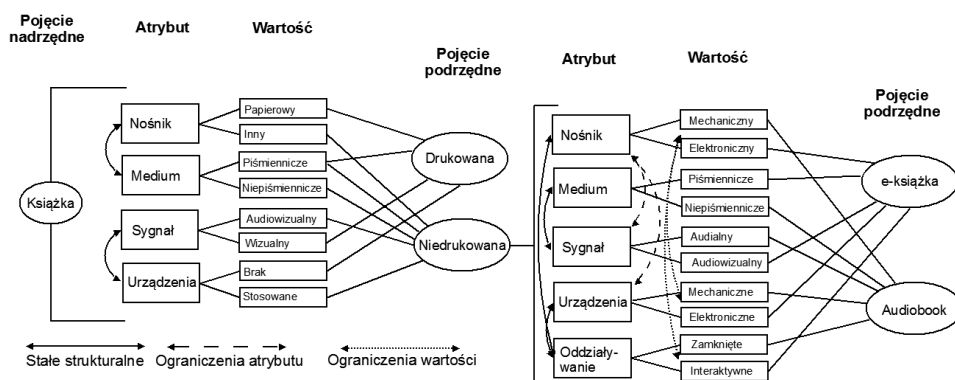 Pojęcie
nadrzędne
Atrybut
Wartość
Książka
Nośnik
Medium
Sygnał
Urządzenia
Papierowy
Inny
Piśmiennicze
Niepiśmiennicze
Audiowizualny
Wizualny
Brak
Stosowane
Pojęcie
podrzędne
Drukowana
Niedrukowana
Atrybut
Wartość
Nośnik
Medium
Sygnał
Urządzenia
Oddziały-
wanie
Mechaniczny
Elektroniczny
Piśmiennicze
Niepiśmiennicze
Audialny
Audiowizualny
Mechaniczne
Elektroniczne
Zamknięte
Interaktywne
Pojęcie
podrzędne
e-książka
Audiobook
Stałe strukturalne
Ograniczenia atrybutu
Ograniczenia wartości